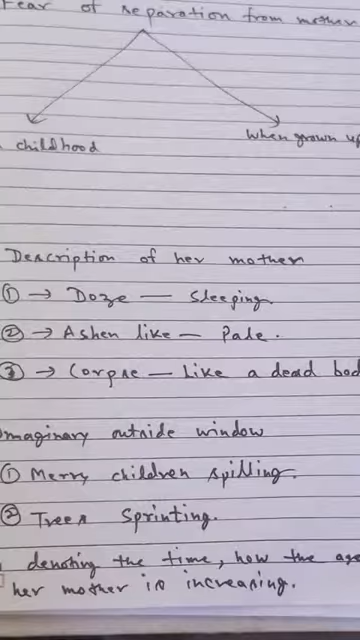 Fear of separation from mother
childhood
When grown up
Description of her mother
① → Doze — Sleeping.
② → Ashen like — Pale.
③ → Corpse — Like a dead bod
maginary outside window
① Merry children spilling.
② Trees Sprinting.
denoting the time, how the age
her mother is increasing.